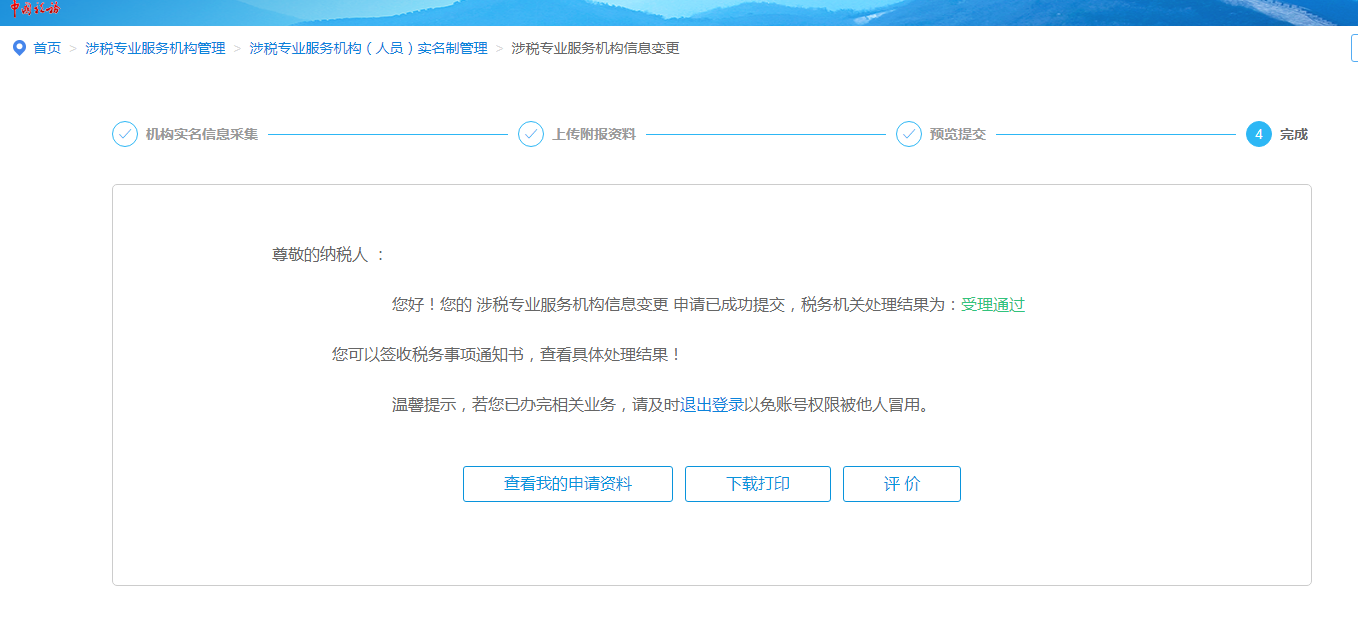 中国税务
首页 > 涉税专业服务机构管理 > 涉税专业服务机构（人员）实名制管理 > 涉税专业服务机构信息变更
机构实名信息采集 上传附报资料 预览提交 4 完成
尊敬的纳税人 ：
您好！您的 涉税专业服务机构信息变更 申请已成功提交，税务机关处理结果为：受理通过
您可以签收税务事项通知书，查看具体处理结果！
温馨提示，若您已办完相关业务，请及时退出登录以免账号权限被他人冒用。
查看我的申请资料 下载打印 评 价